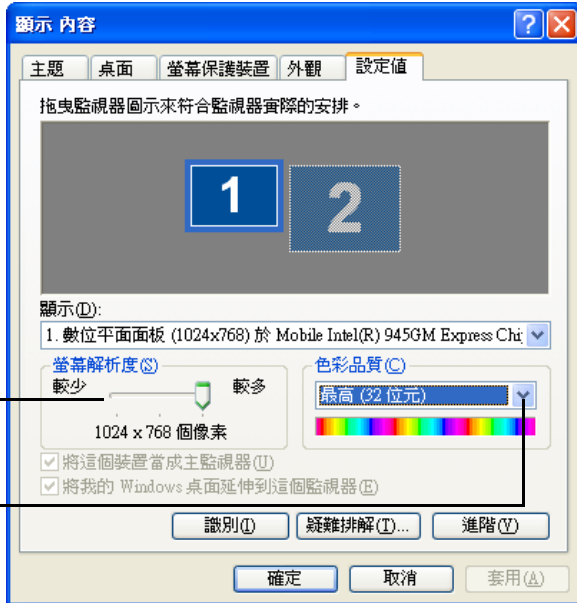 顯示 內容
主題 桌面 螢幕保護裝置 外觀 設定值
拖曳監視器圖示來符合監視器實際的安排。
1 2
顯示(D):
1. 數位平面面板 (1024x768) 於 Mobile Intel(R) 945GM Express Chi
螢幕解析度(S) 色彩品質(C)
較少 較多 最高 (32 位元)
1024 x 768 個像素
將這個裝置當成主監視器(U)
將我的 Windows 桌面延伸到這個監視器(E)
識別(I) 疑難排解(T)... 進階(V)
確定 取消 套用(A)